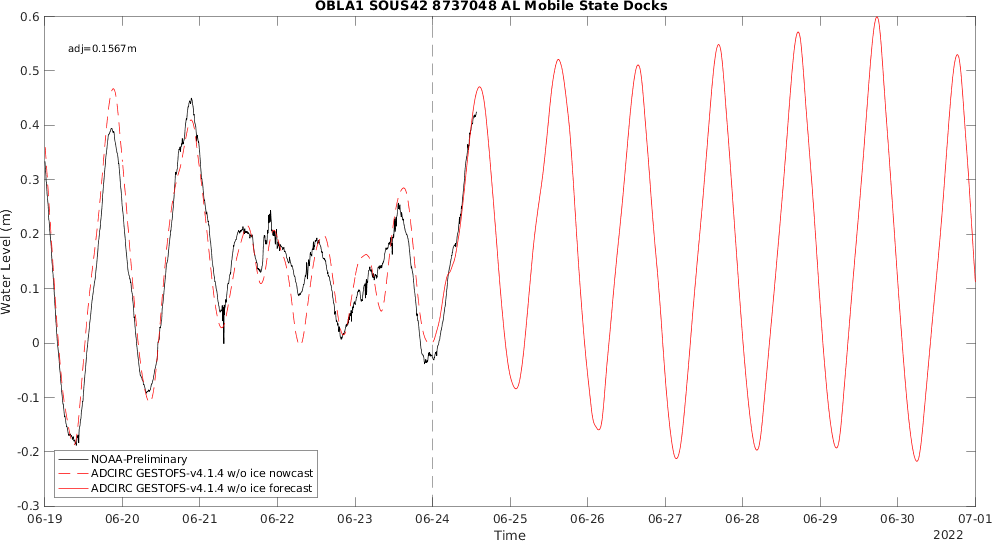 OBLA1 SOUS42 8737048 AL Mobile State Docks
adj=0.1567m
Water Level (m)
0.6
0.5
0.4
0.3
0.2
0.1
0
-0.1
-0.2
-0.3
NOAA-Preliminary
ADCIRC GESTOFS-v4.1.4 w/o ice nowcast
ADCIRC GESTOFS-v4.1.4 w/o ice forecast
06-19 06-20 06-21 06-22 06-23 06-24 06-25 06-26 06-27 06-28 06-29 06-30 07-01
Time
2022